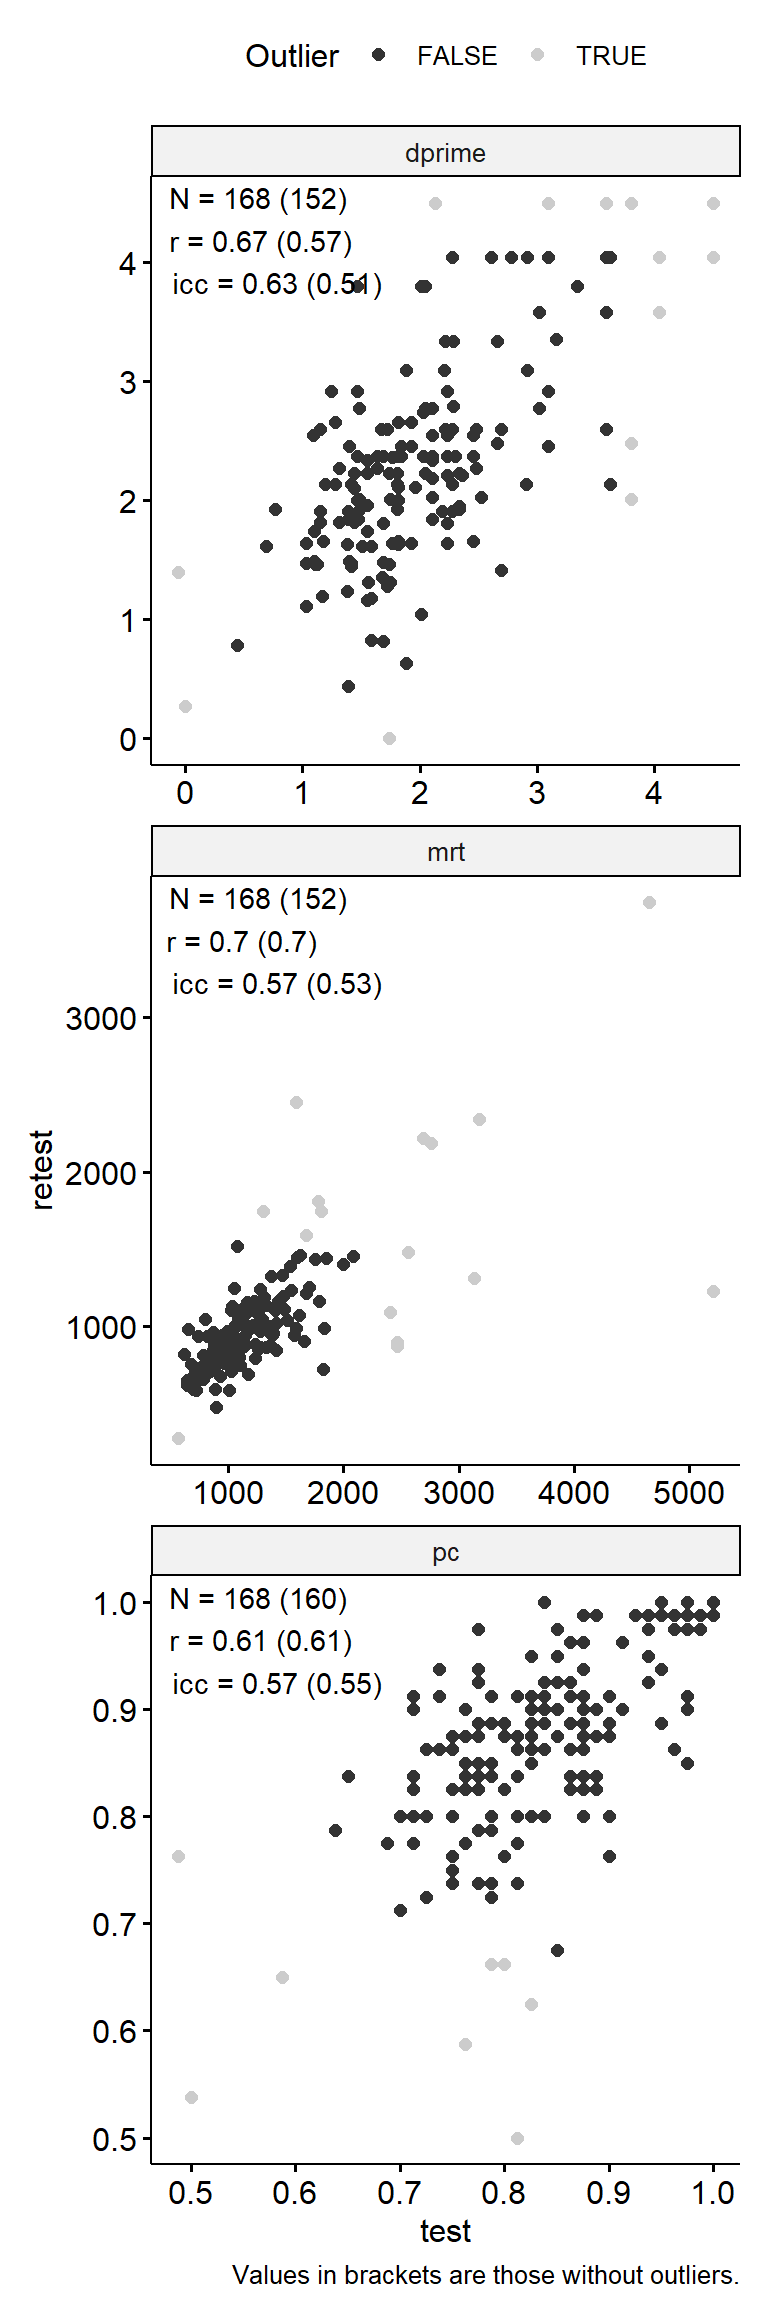 Outlier FALSE TRUE
dprime
N = 168 (152)
r = 0.67 (0.57)
icc = 0.63 (0.51)
4
3
2
1
0
0 1 2 3 4
mrt
N = 168 (152)
r = 0.7 (0.7)
icc = 0.57 (0.53)
3000
2000
1000
retest
1000 2000 3000 4000 5000
pc
N = 168 (160)
r = 0.61 (0.61)
icc = 0.57 (0.55)
1.0
0.9
0.8
0.7
0.6
0.5
0.5 0.6 0.7 0.8 0.9 1.0
test
Values in brackets are those without outliers.